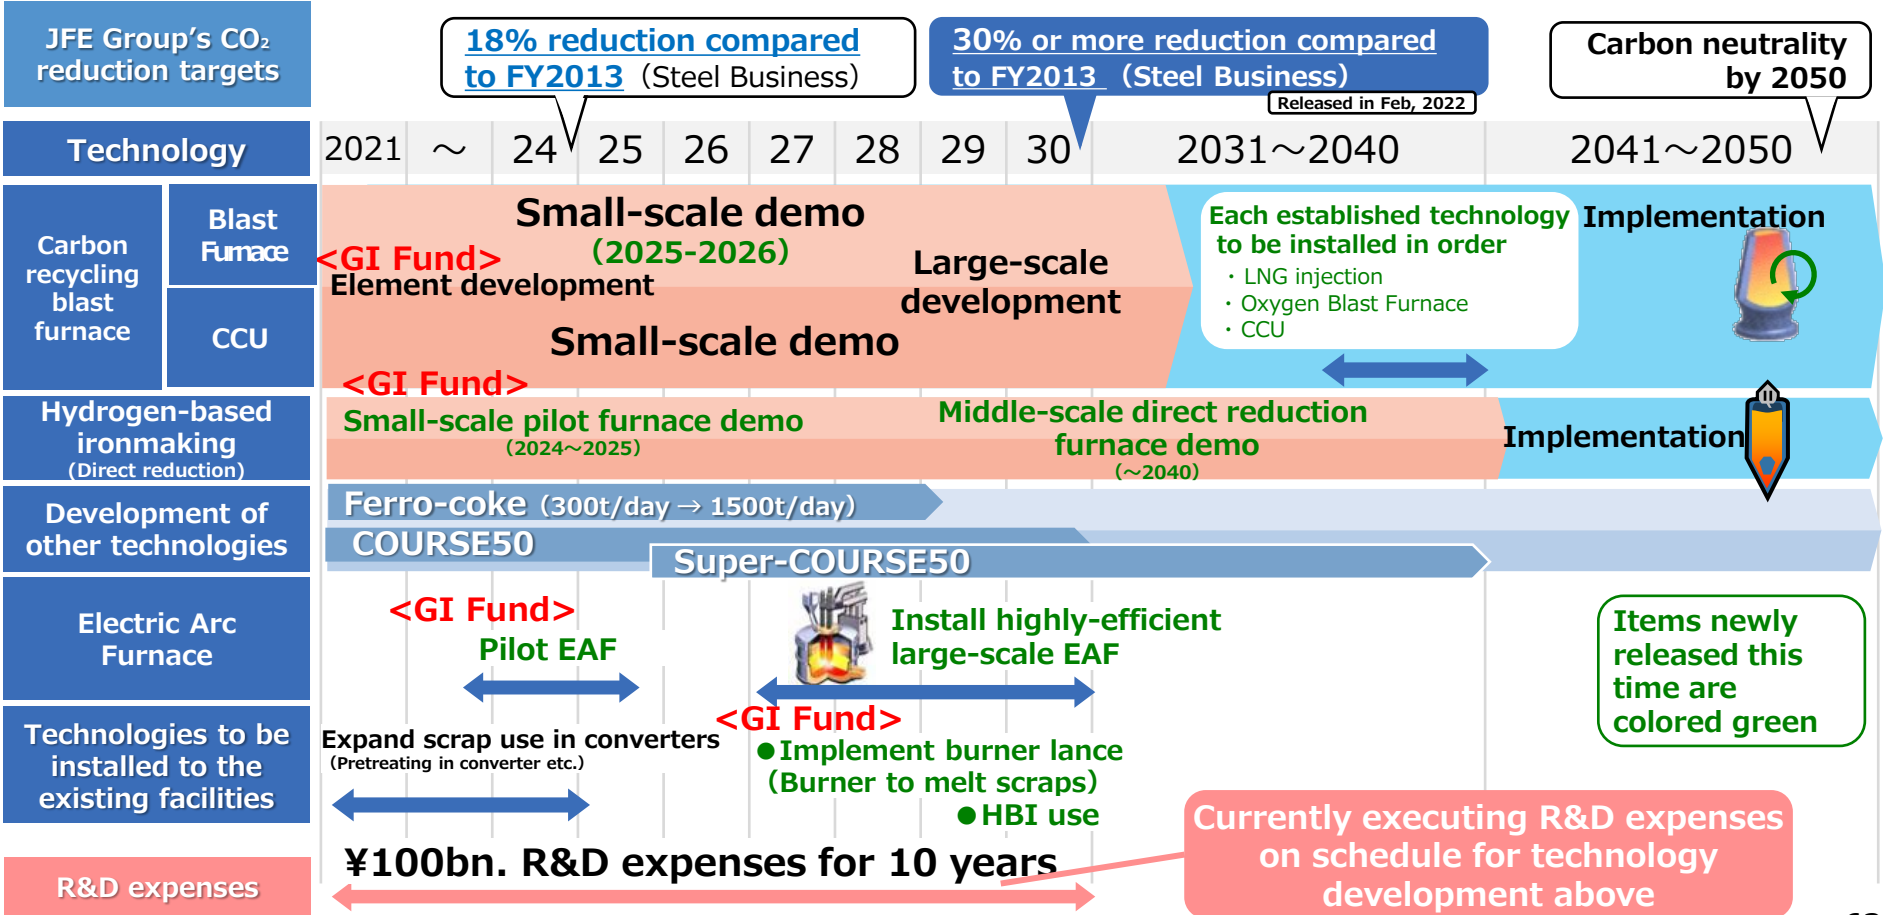 JFE Group's CO₂
reduction targets
18% reduction compared
to FY2013（Steel Business）
30% or more reduction compared
to FY2013（Steel Business）
Released in Feb, 2022
Carbon neutrality
by 2050
Technology
2021 ～ 24 25 26 27 28 29 30 2031～2040 2041～2050
Carbon
recycling
blast
furnace
Blast
Furnace
CCU
<GI Fund>
Element development
Small-scale demo
（2025-2026）
Large-scale
development
Small-scale demo
Each established technology
to be installed in order
・LNG injection
・Oxygen Blast Furnace
・CCU
Implementation
Hydrogen-based
ironmaking
(Direct reduction)
<GI Fund>
Small-scale pilot furnace demo
（2024～2025）
Middle-scale direct reduction
furnace demo
（～2040）
Implementation
Development of
other technologies
Ferro-coke（300t/day → 1500t/day）
COURSE50
Super-COURSE50
Electric Arc
Furnace
<GI Fund>
Pilot EAF
Install highly-efficient
large-scale EAF
Items newly
released this
time are
colored green
Technologies to be
installed to the
existing facilities
Expand scrap use in converters
（Pretreating in converter etc.）
<GI Fund>
●Implement burner lance
（Burner to melt scraps）
●HBI use
R&D expenses
¥100bn. R&D expenses for 10 years
Currently executing R&D expenses
on schedule for technology
development above